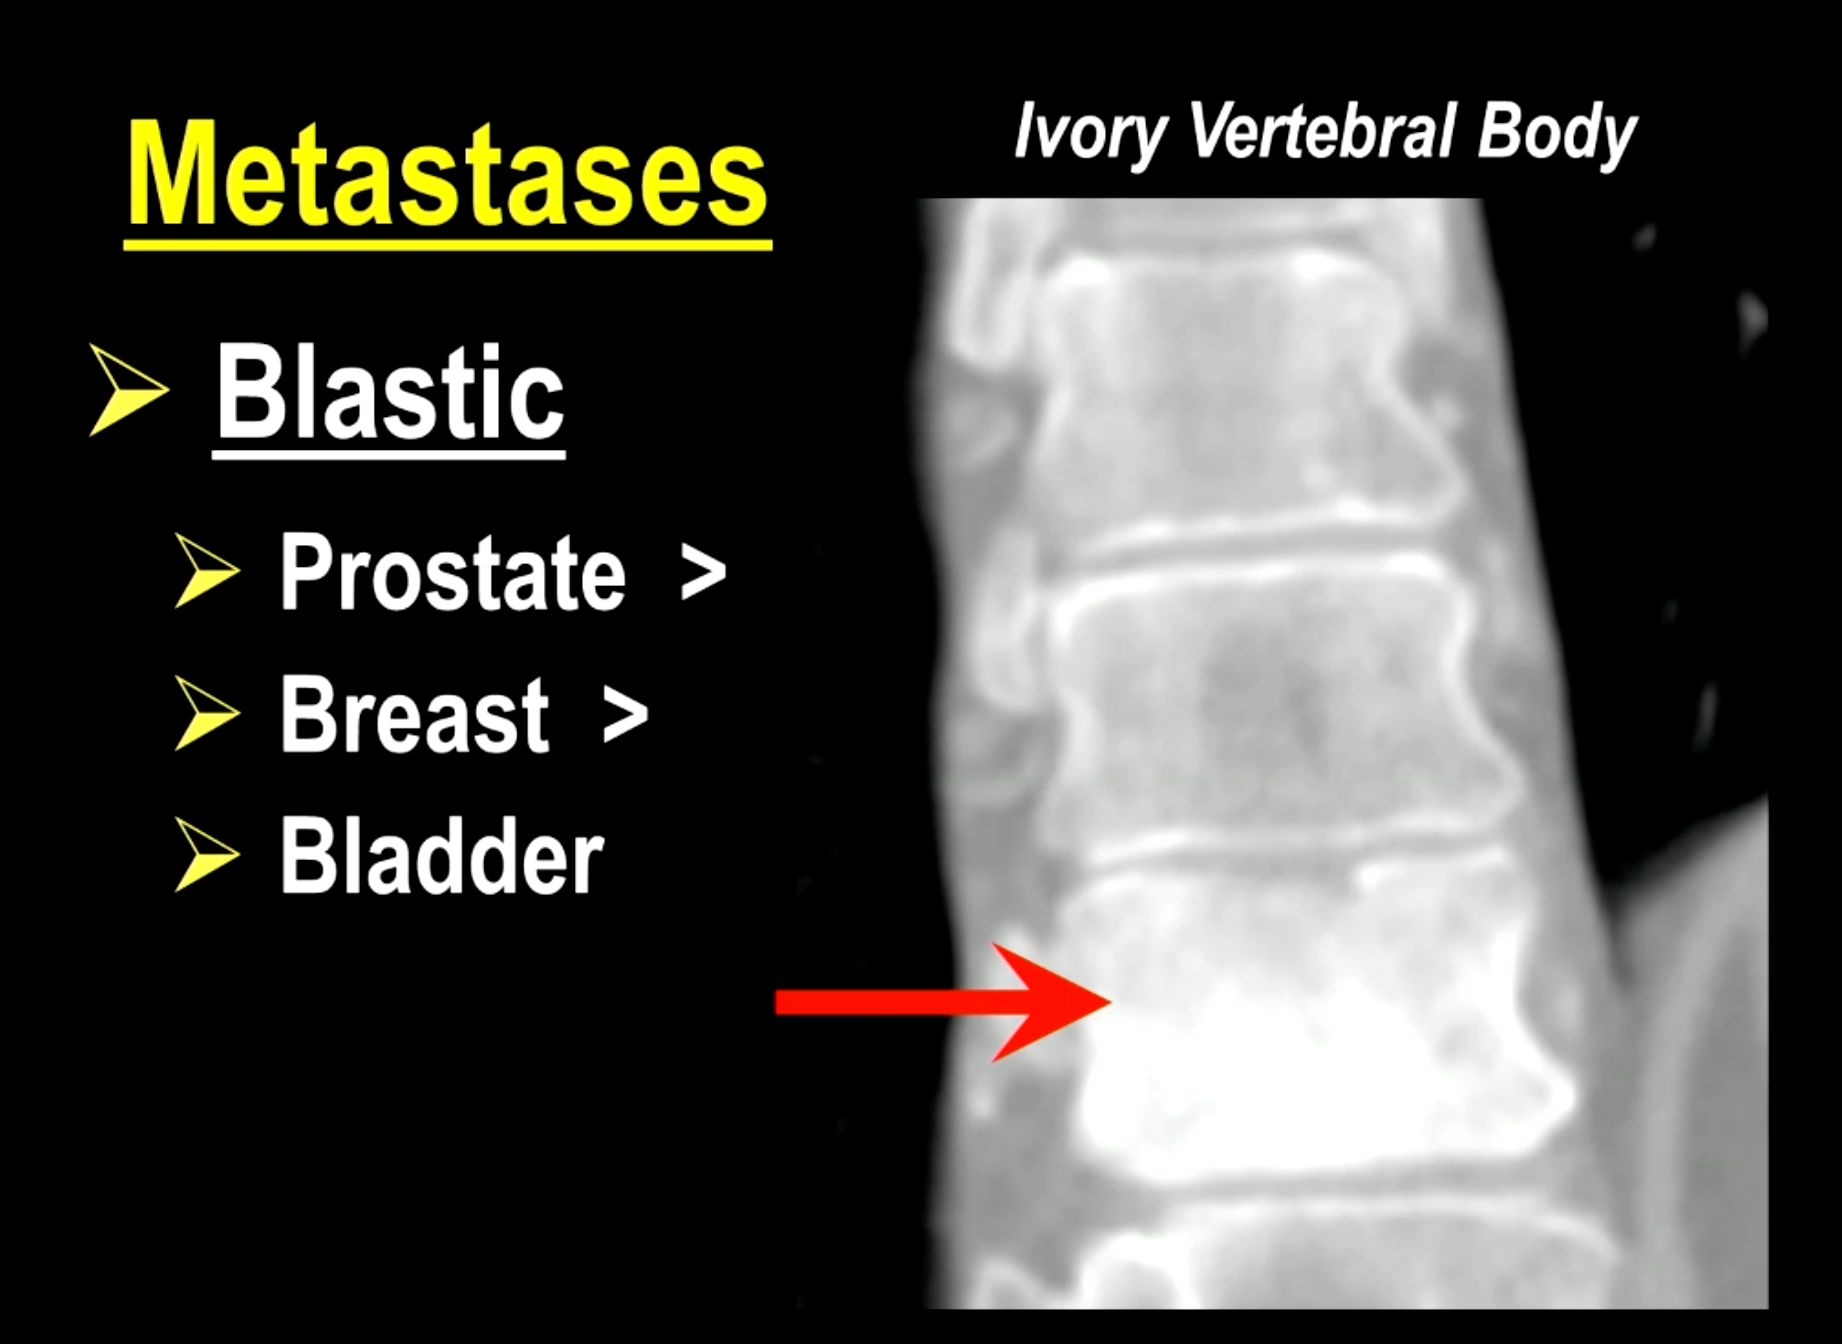 Metastases
Ivory Vertebral Body
Blastic
Prostate >
Breast >
Bladder